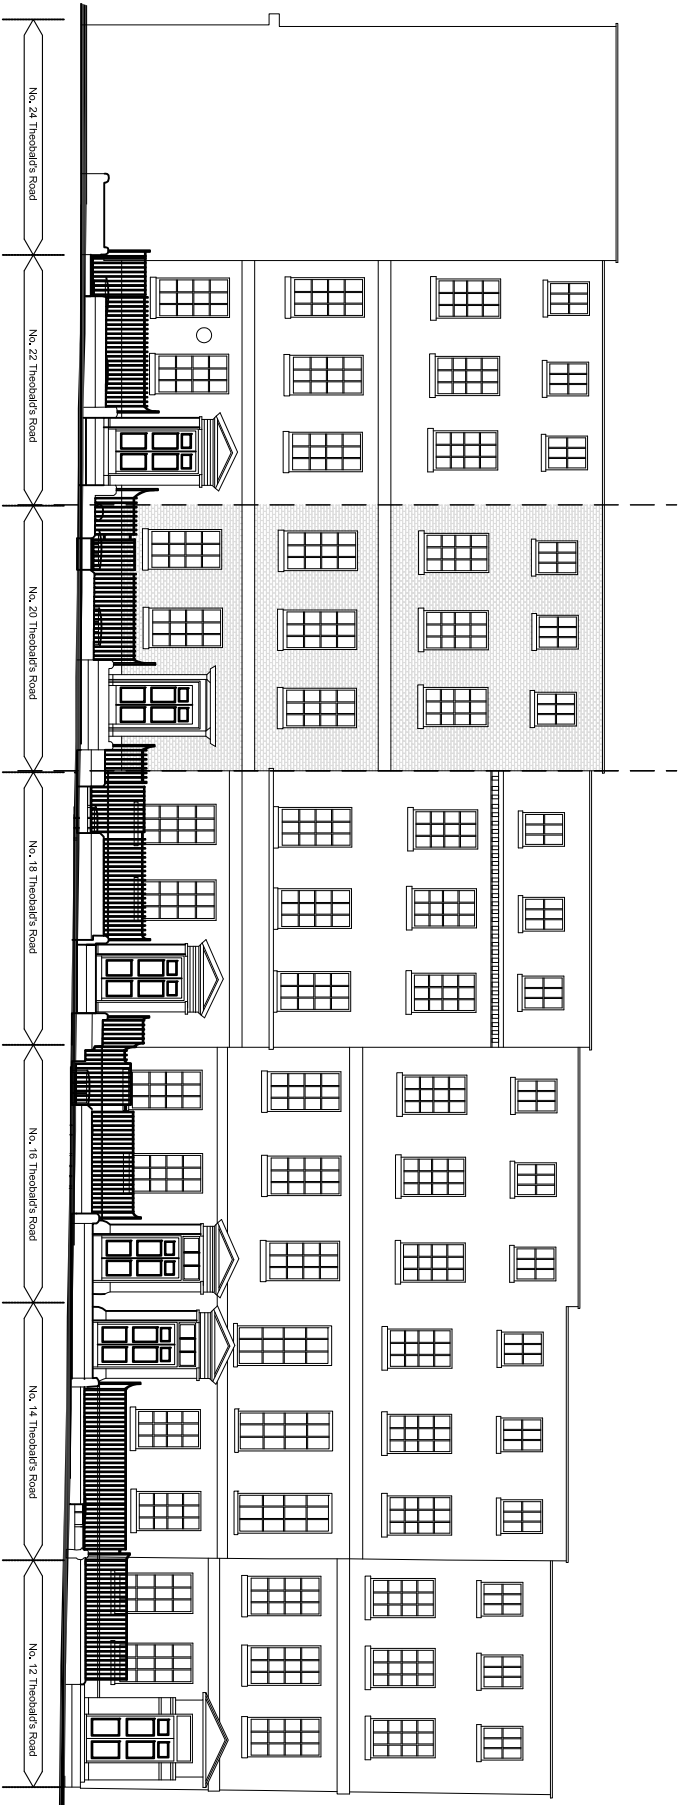 No. 24 Theobald's Road
No. 22 Theobald's Road
No. 20 Theobald's Road
No. 18 Theobald's Road
No. 16 Theobald's Road
No. 14 Theobald's Road
No. 12 Theobald's Road